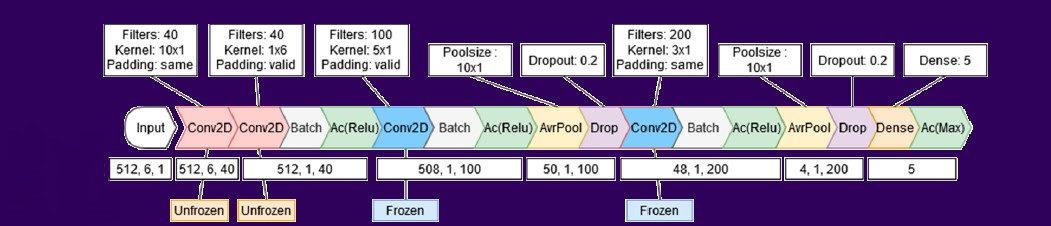 Filters: 40
Kernel: 10x1
Padding: same
Filters: 40
Kernel: 1x6
Padding: valid
Filters: 100
Kernel: 5x1
Padding: valid
Poolsize :
10x1
Dropout: 0.2
Filters: 200
Kernel: 3x1
Padding: same
Poolsize :
10x1
Dropout: 0.2
Dense: 5
Input
Conv2D
Conv2D
Batch
Ac(Relu)
Conv2D
Batch
Ac(Relu)
AvrPool
Drop
Conv2D
Batch
Ac(Relu)
AvrPool
Drop
Dense
Ac(Max)
512, 6, 1
512, 6, 40
512, 1, 40
508, 1, 100
50, 1, 100
48, 1, 200
4, 1, 200
5
Unfrozen
Unfrozen
Frozen
Frozen